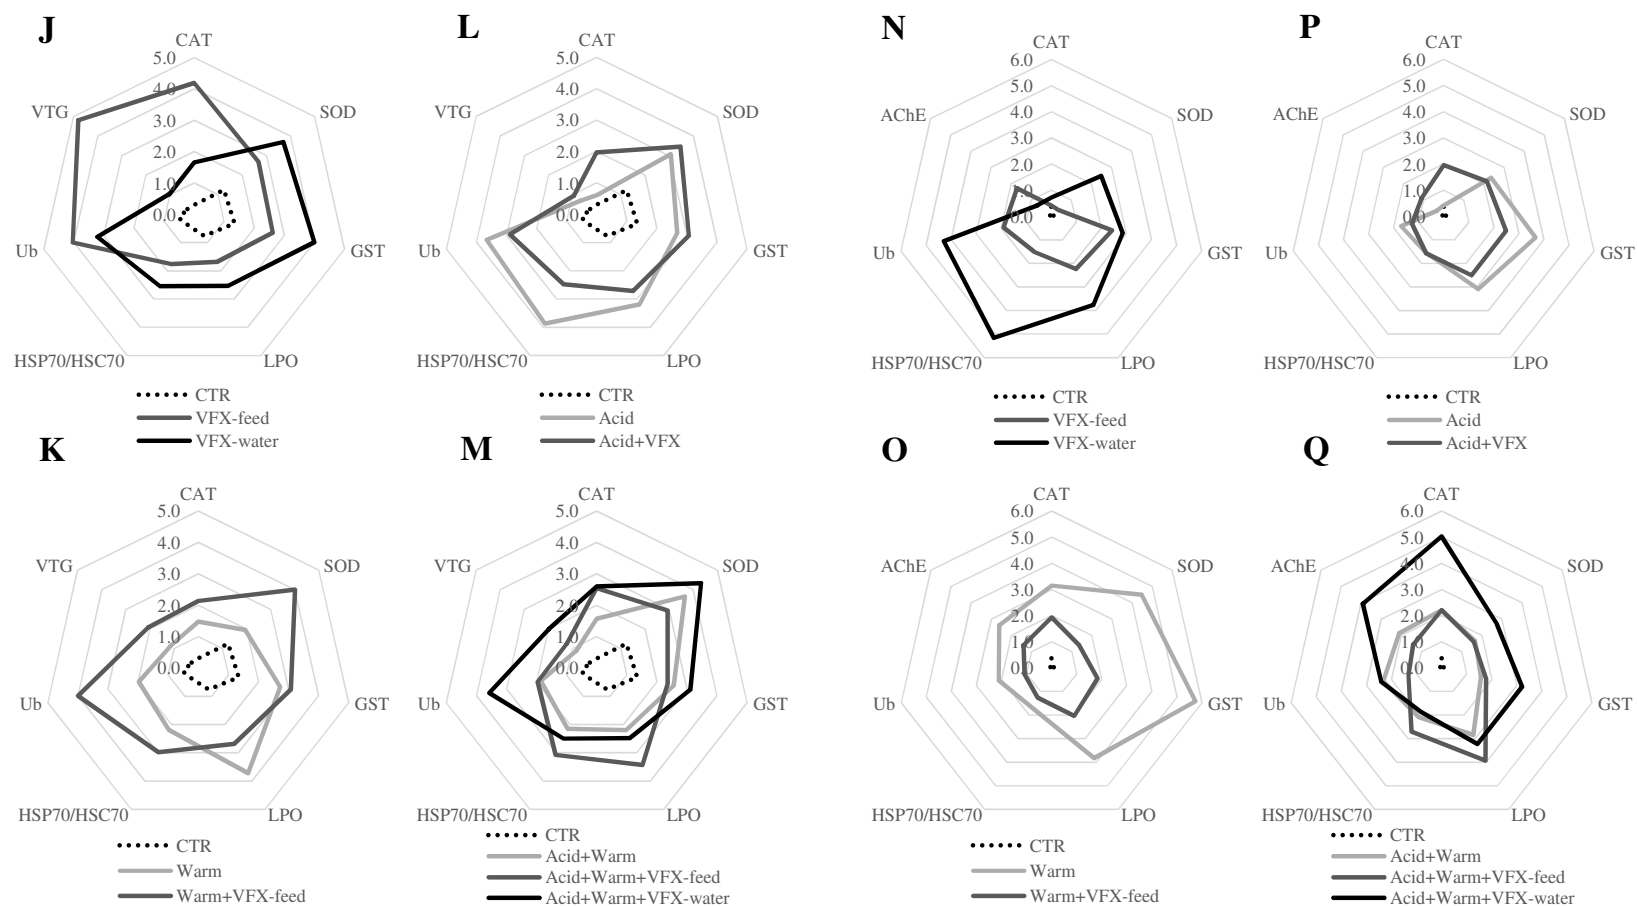 J
CAT
5.0
4.0
3.0
2.0
1.0
0.0
VTG
SOD
Ub
GST
HSP70/HSC70
LPO
CTR
VFX-feed
VFX-water
L
CAT
5.0
4.0
3.0
2.0
1.0
0.0
VTG
SOD
Ub
GST
HSP70/HSC70
LPO
CTR
Acid
Acid+VFX
N
CAT
6.0
5.0
4.0
3.0
2.0
1.0
0.0
AChE
SOD
Ub
GST
HSP70/HSC70
LPO
CTR
VFX-feed
VFX-water
P
CAT
6.0
5.0
4.0
3.0
2.0
1.0
0.0
AChE
SOD
Ub
GST
HSP70/HSC70
LPO
CTR
Acid
Acid+VFX
K
CAT
5.0
4.0
3.0
2.0
1.0
0.0
VTG
SOD
Ub
GST
HSP70/HSC70
LPO
CTR
Warm
Warm+VFX-feed
M
CAT
5.0
4.0
3.0
2.0
1.0
0.0
VTG
SOD
Ub
GST
HSP70/HSC70
LPO
CTR
Acid+Warm
Acid+Warm+VFX-feed
Acid+Warm+VFX-water
O
CAT
6.0
5.0
4.0
3.0
2.0
1.0
0.0
AChE
SOD
Ub
GST
HSP70/HSC70
LPO
CTR
Warm
Warm+VFX-feed
Q
CAT
6.0
5.0
4.0
3.0
2.0
1.0
0.0
AChE
SOD
Ub
GST
HSP70/HSC70
LPO
CTR
Acid+Warm
Acid+Warm+VFX-feed
Acid+Warm+VFX-water